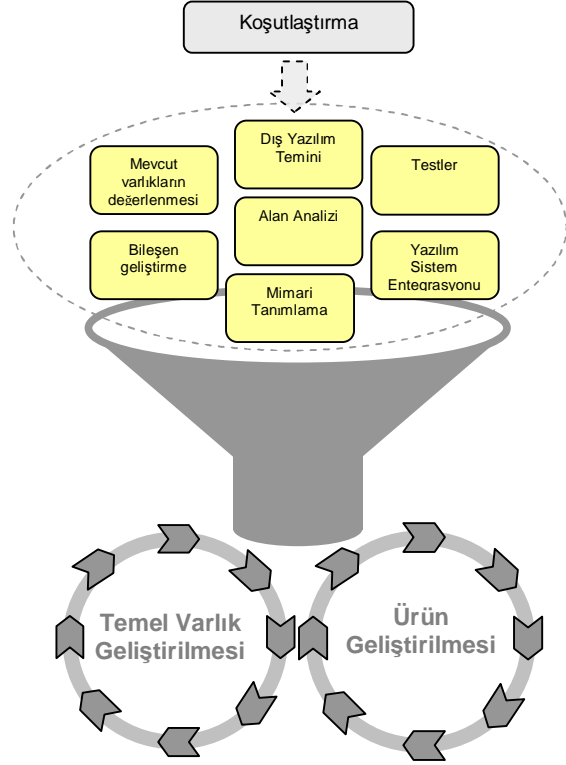 Koşutlaştırma
Dış Yazılım
Temini
Mevcut
varlıkların
değerlenmesi
Testler
Alan Analizi
Bileşen
geliştirme
Yazılım
Sistem
Entegrasyonu
Mimari
Tanımlama
Temel Varlık
Geliştirilmesi
Ürün
Geliştirilmesi